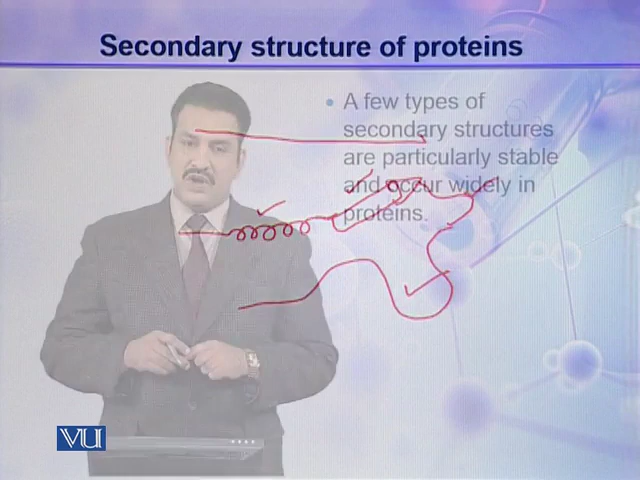 Secondary structure of proteins
• A few types of
secondary structures
are particularly stable
and occur widely in
proteins.
VU